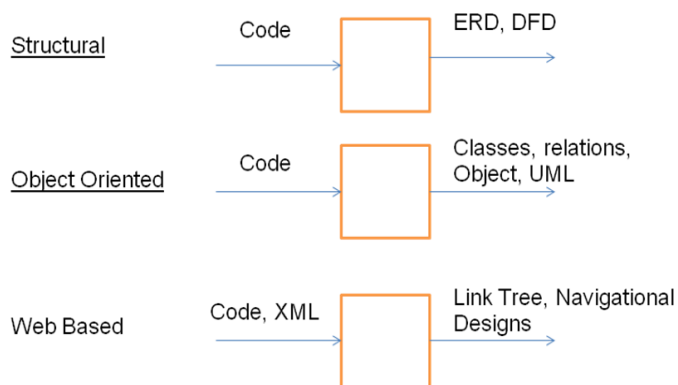 Structural
Code
ERD, DFD
Object Oriented
Code
Classes, relations,
Object, UML
Web Based
Code, XML
Link Tree, Navigational
Designs